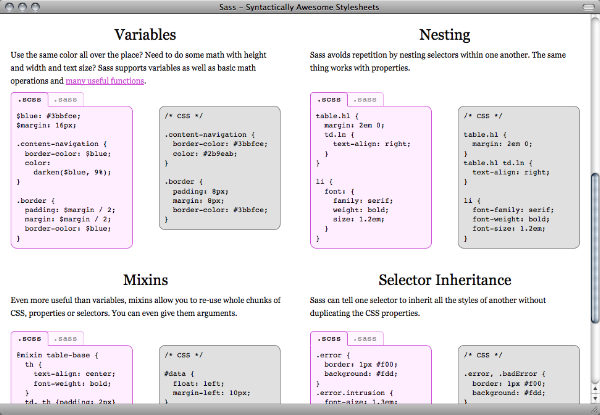 Sass – Syntactically Awesome Stylesheets
Variables
Use the same color all over the place? Need to do some math with height
and width and text size? Sass supports variables as well as basic math
operations and many useful functions.
.scss .sass
$blue: #3bbfce;
$margin: 16px;
.content-navigation {
border-color: $blue;
color:
darken($blue, 9%);
}
.border {
padding: $margin / 2;
margin: $margin / 2;
border-color: $blue;
}
/* CSS */
.content-navigation {
border-color: #3bbfce;
color: #2b9eab;
}
.border {
padding: 8px;
margin: 8px;
border-color: #3bbfce;
}
Nesting
Sass avoids repetition by nesting selectors within one another. The same
thing works with properties.
.scss .sass
table.hl {
margin: 2em 0;
td.ln {
text-align: right;
}
}
li {
font: {
family: serif;
weight: bold;
size: 1.2em;
}
}
/* CSS */
table.hl {
margin: 2em 0;
}
table.hl td.ln {
text-align: right;
}
li {
font-family: serif;
font-weight: bold;
font-size: 1.2em;
}
Mixins
Even more useful than variables, mixins allow you to re-use whole chunks of
CSS, properties or selectors. You can even give them arguments.
.scss .sass
@mixin table-base {
th {
text-align: center;
font-weight: bold;
}
td, th {padding: 2px}
/* CSS */
#data {
float: left;
margin-left: 10px;
}
Selector Inheritance
Sass can tell one selector to inherit all the styles of another without
duplicating the CSS properties.
.scss .sass
.error {
border: 1px #f00;
background: #fdd;
}
.error.intrusion {
font-size: 1.3em;
/* CSS */
.error, .badError {
border: 1px #f00;
background: #fdd;
}